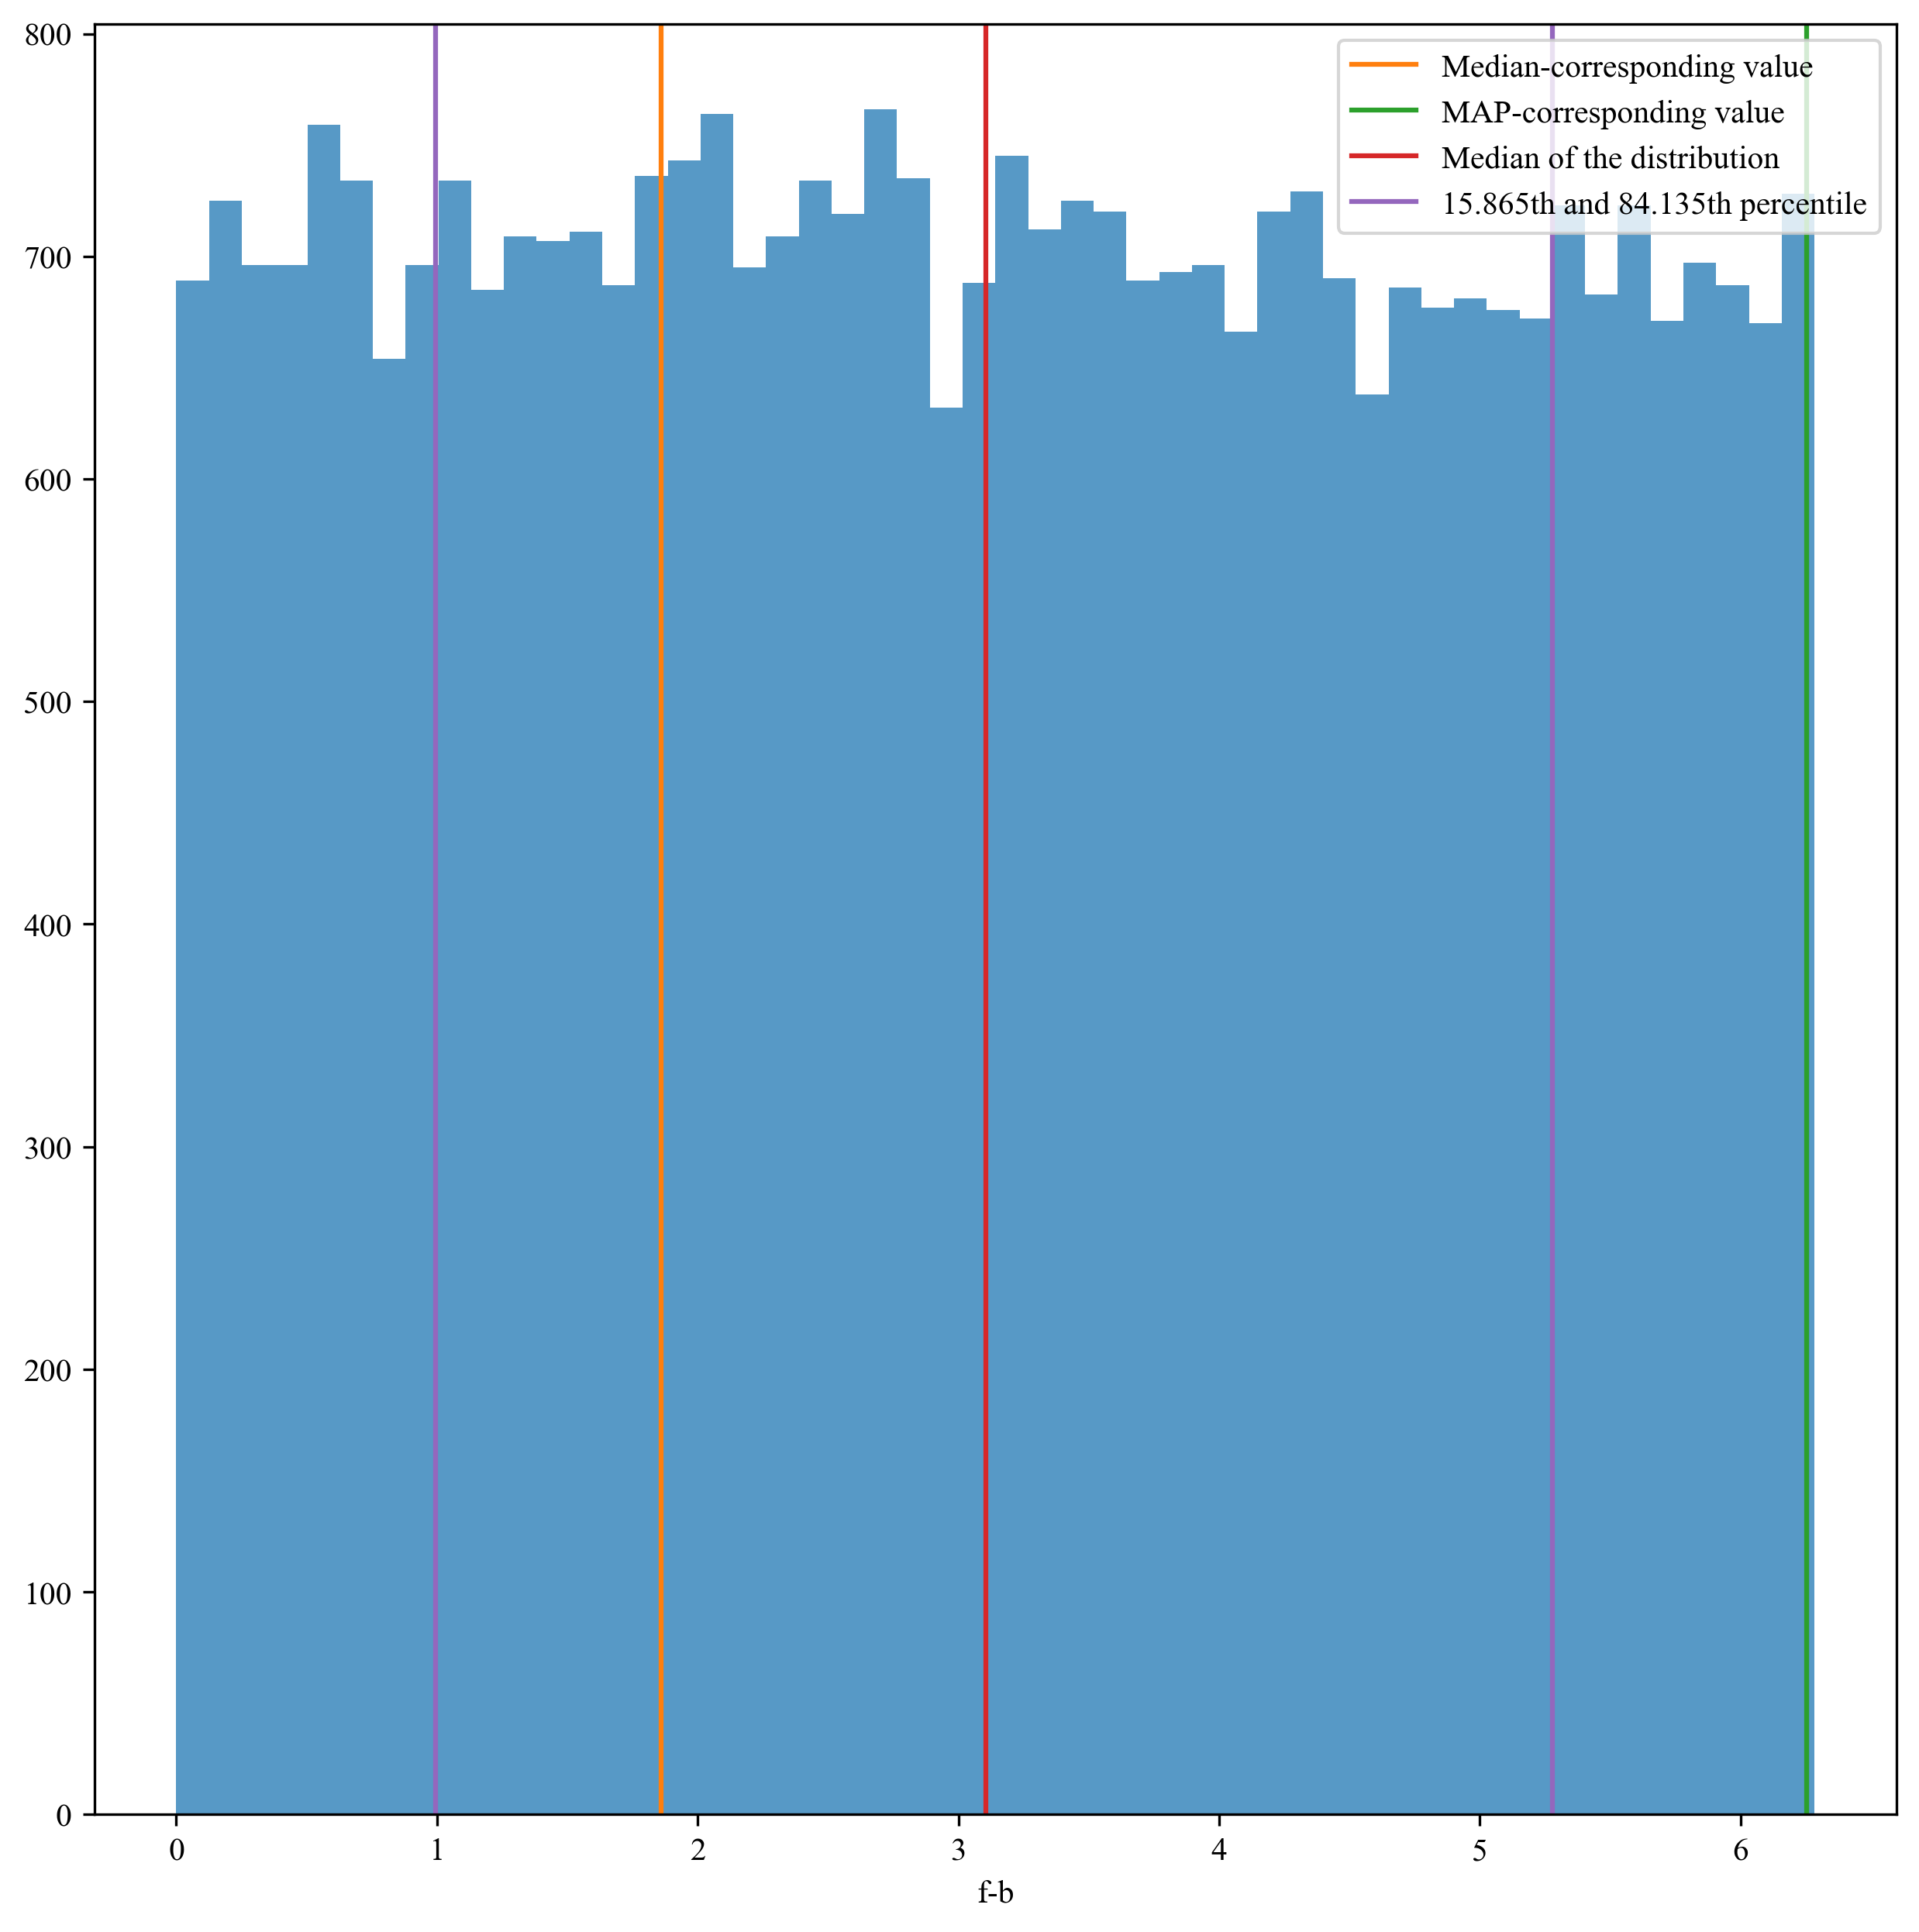 800
700
600
500
400
300
200
100
0
Median-corresponding value
MAP-corresponding value
Median of the distribution
15.865th and 84.135th percentile
0 1 2 3 4 5 6
f-b